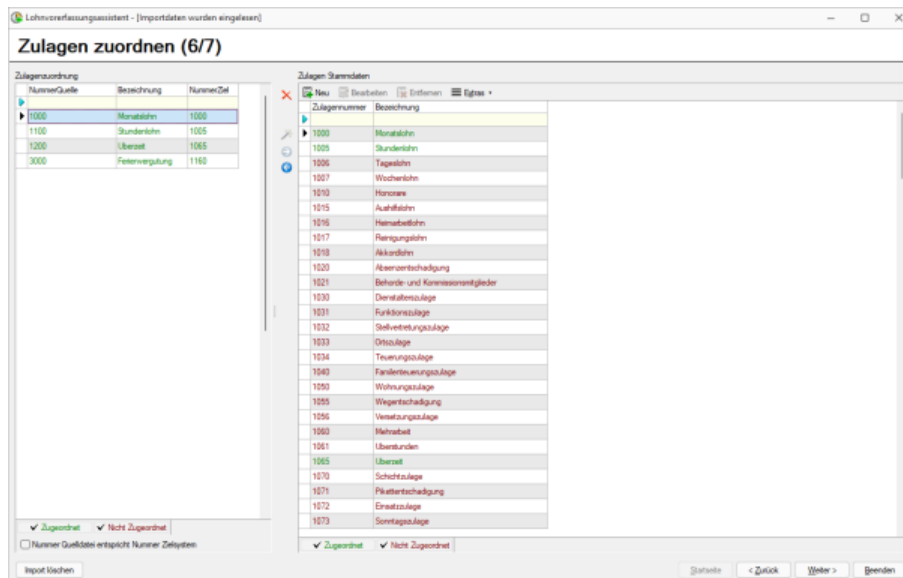 Lohnvorerfassungsassistent - [Importdaten wurden eingelesen]
Zulagen zuordnen (6/7)
Zulagenzuordnung
NummerQuelle Bezeichnung NummerZiel
1000 Monatslohn 1000
1100 Stundenlohn 1005
1200 Überzeit 1065
3000 Ferienvergütung 1160
Zugeordnet Nicht Zugeordnet
Nummer Quelldatei entspricht Nummer Zielsystem
Import löschen
Zulagen Stammdaten
Neu Bearbeiten Entfernen Extras
Zulagennummer Bezeichnung
1000 Monatslohn
1005 Stundenlohn
1006 Tageslohn
1007 Wochenlohn
1010 Honorare
1015 Aushilfslohn
1016 Heimarbeitlohn
1017 Reinigungslohn
1018 Akkordlohn
1020 Absenzentschädigung
1021 Behörde- und Kommissionsmitglieder
1030 Dienstalterszulage
1031 Funktionszulage
1032 Stellvertretungszulage
1033 Ortszulage
1034 Teuerungszulage
1040 Familienteuerungszulage
1050 Wohnungszulage
1055 Wegentschädigung
1056 Versetzungszulage
1060 Mehrarbeit
1061 Überstunden
1065 Überzeit
1070 Schichtzulage
1071 Pikettentschädigung
1072 Einsatzzulage
1073 Sonntagszulage
Zugeordnet Nicht Zugeordnet
Startseite < Zurück Weiter > Beenden